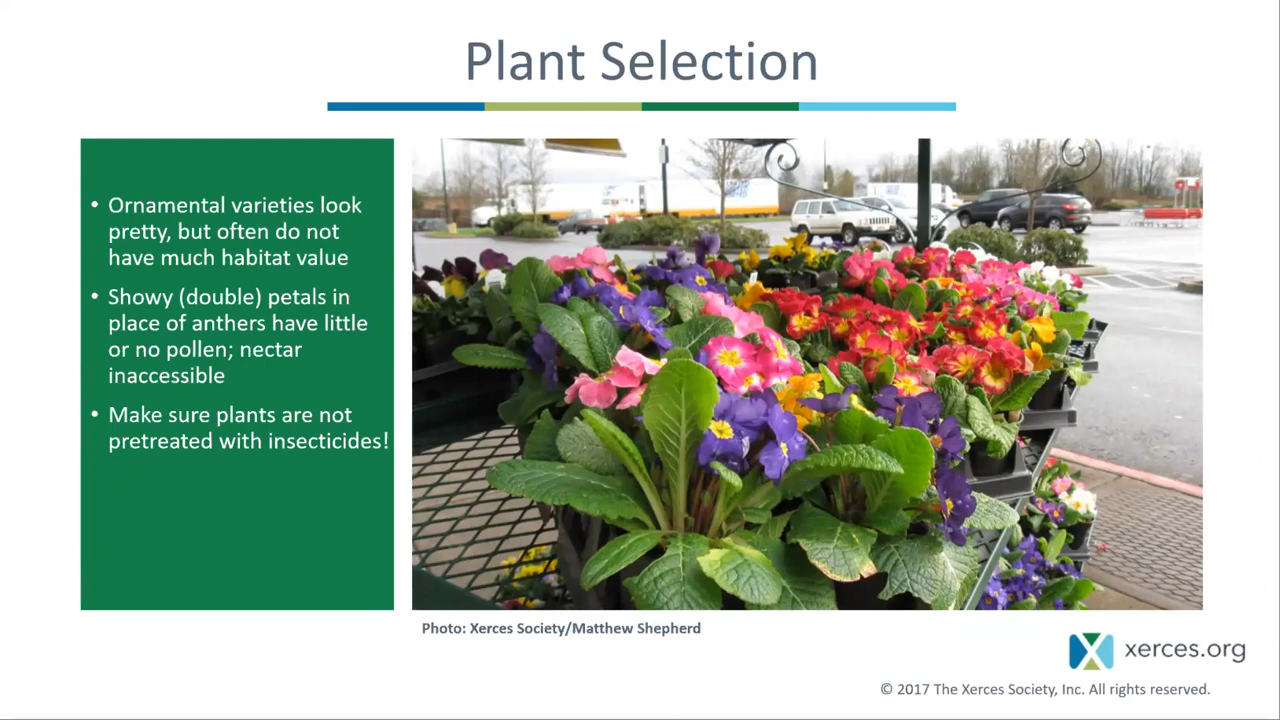 Plant Selection
• Ornamental varieties look
pretty, but often do not
have much habitat value
• Showy (double) petals in
place of anthers have little
or no pollen; nectar
inaccessible
• Make sure plants are not
pretreated with insecticides!
Photo: Xerces Society/Matthew Shepherd
xerces.org
© 2017 The Xerces Society, Inc. All rights reserved.